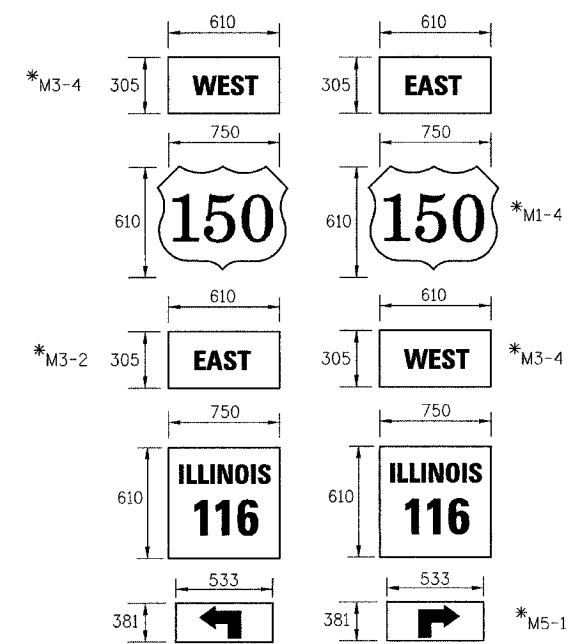 610 610
*M3-4 305 WEST 305 EAST
750 750
610 150 610 150 *M1-4
610 610
*M3-2 305 EAST 305 WEST *M3-4
750 750
ILLINOIS ILLINOIS
610 116 610 116
533 533
381 381 *M5-1